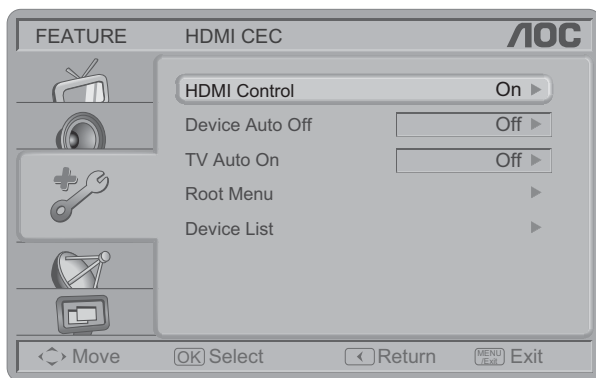 FEATURE HDMI CEC AOC
HDMI Control On
Device Auto Off Off
TV Auto On Off
Root Menu
Device List
Move OK Select Return MENU /Exit Exit